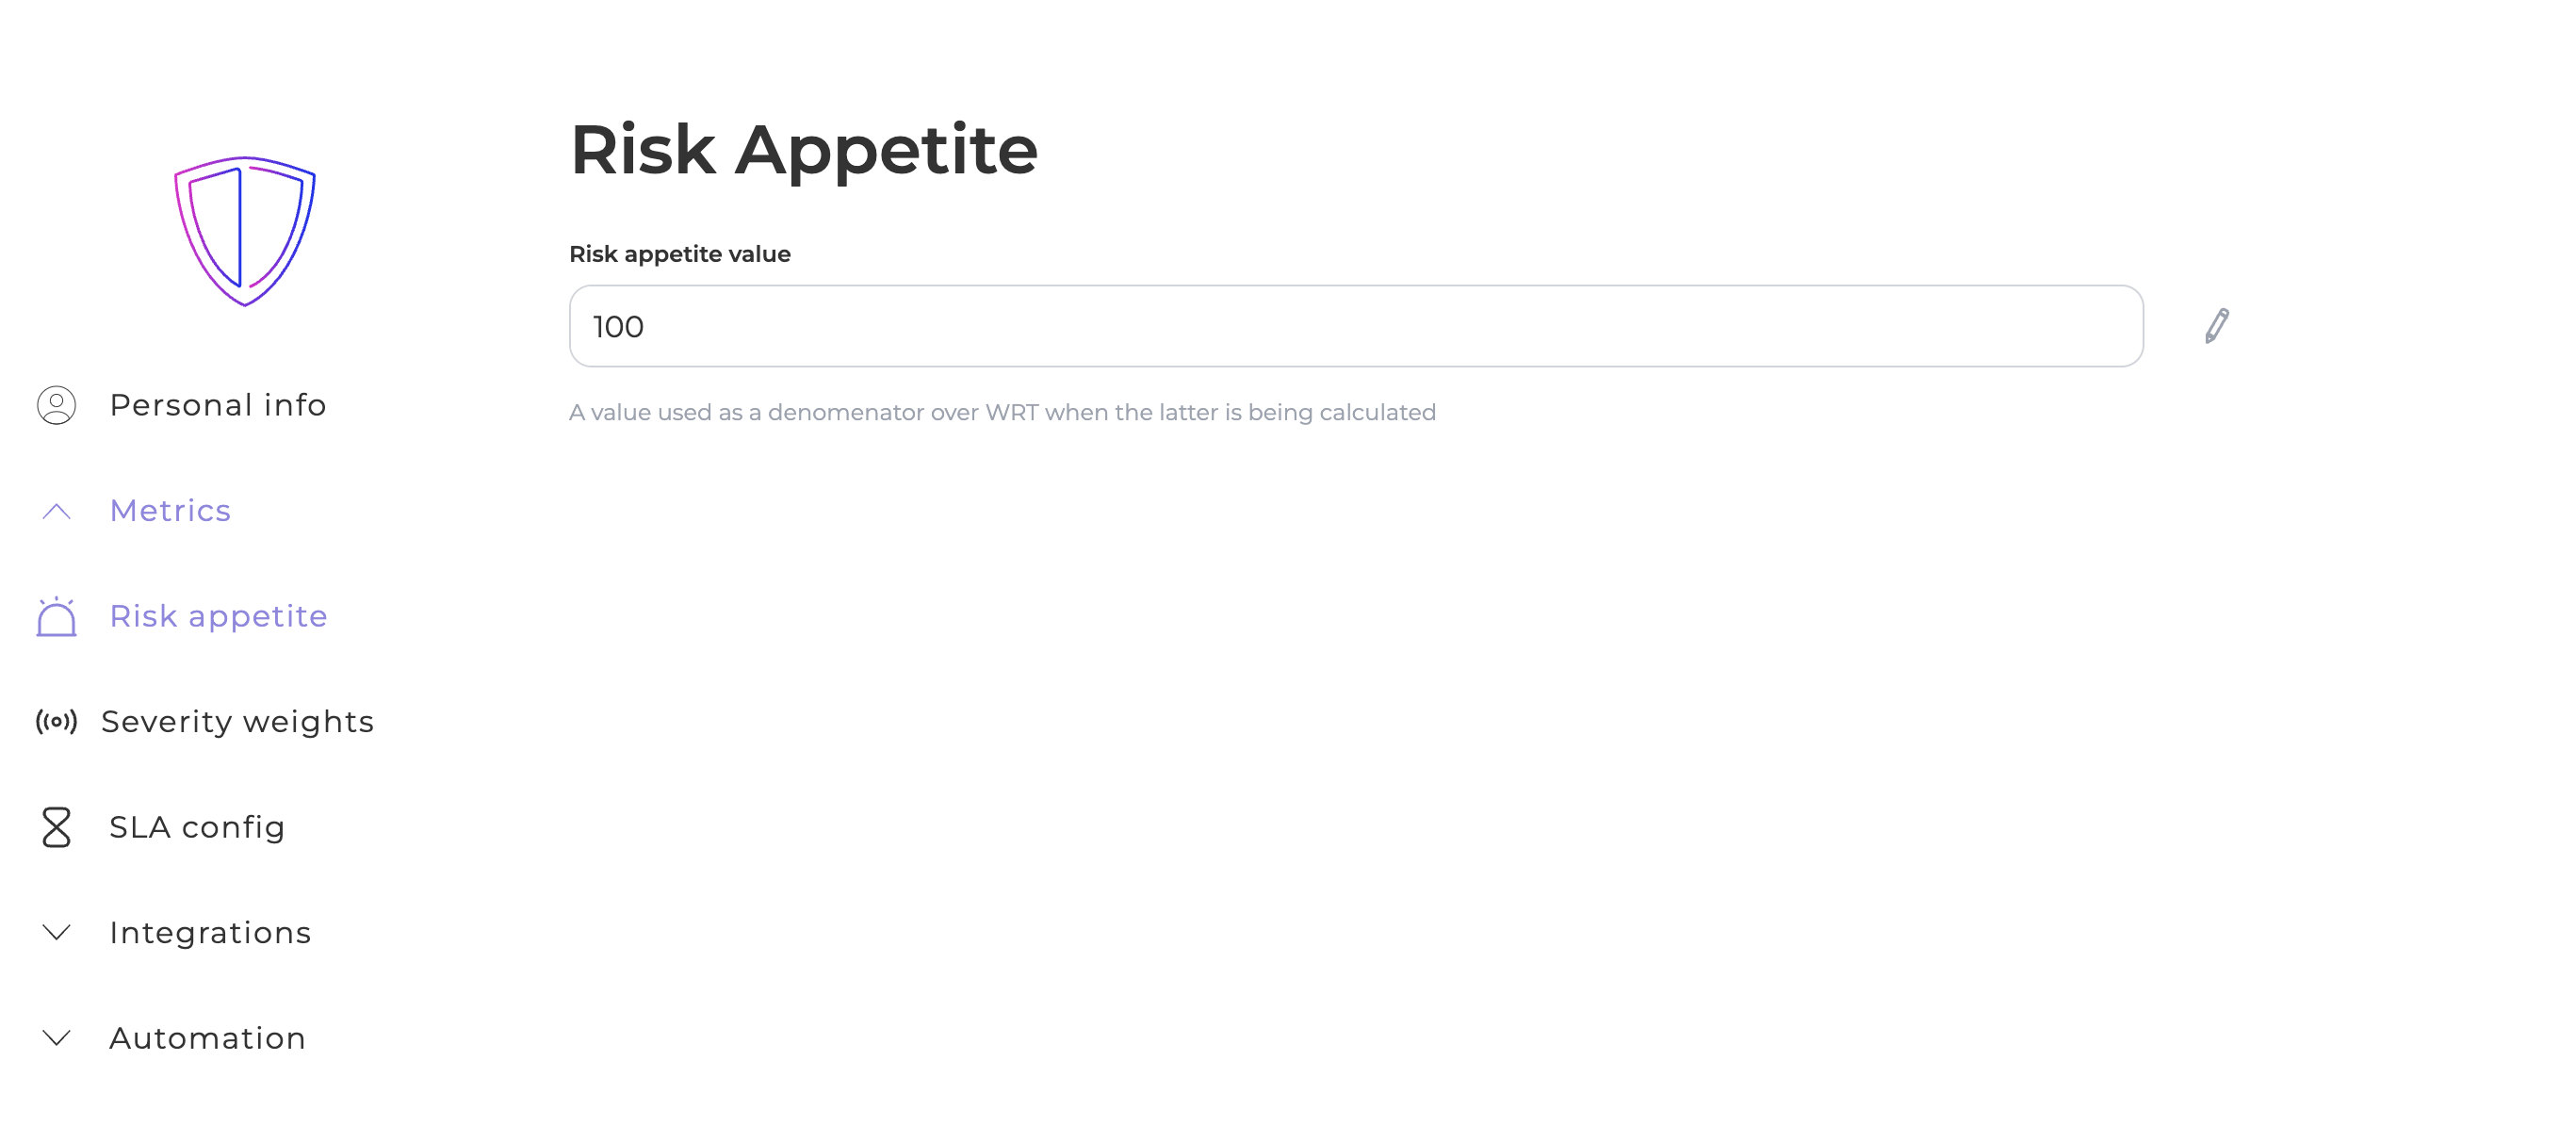 Risk Appetite
Risk appetite value
100
A value used as a denomenator over WRT when the latter is being calculated
Personal info
Metrics
Risk appetite
Severity weights
SLA config
Integrations
Automation